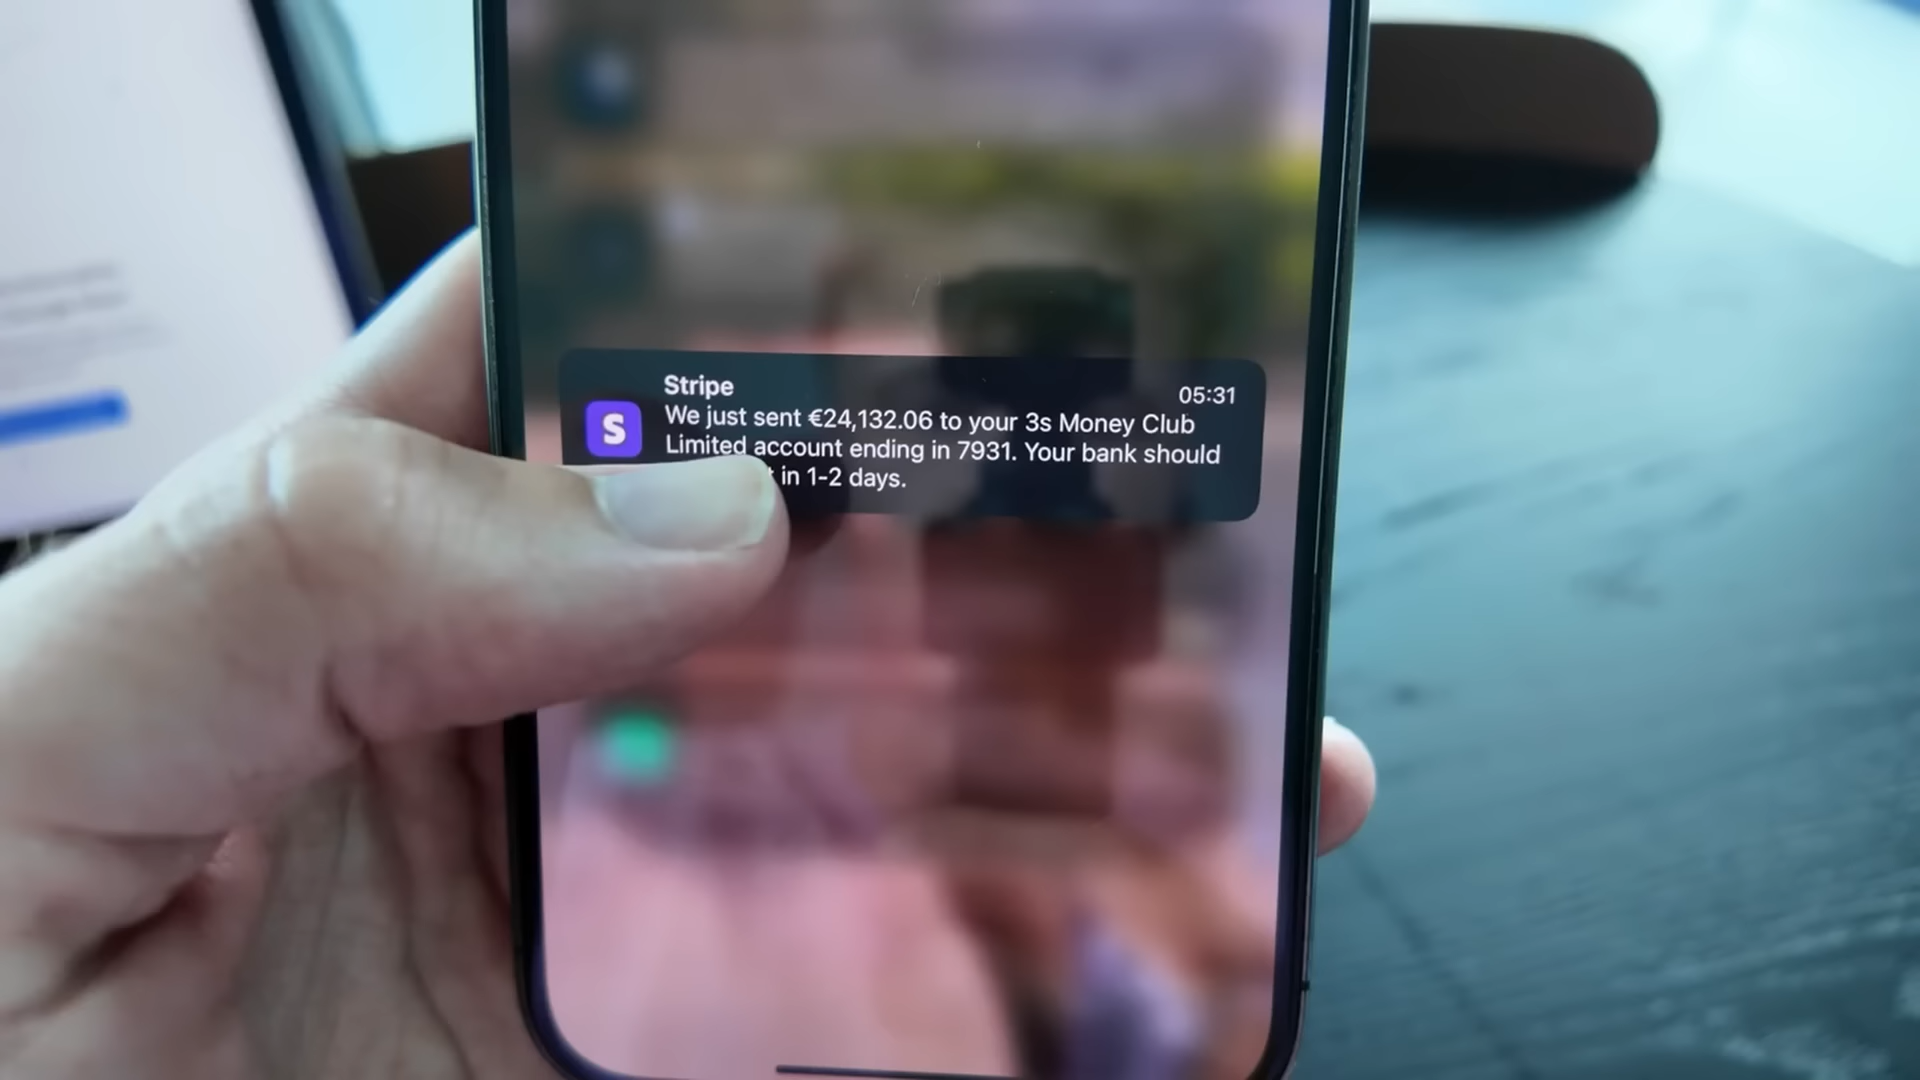 Stripe
05:31
S
We just sent €24,132.06 to your 3s Money Club
Limited account ending in 7931. Your bank should
in 1-2 days.